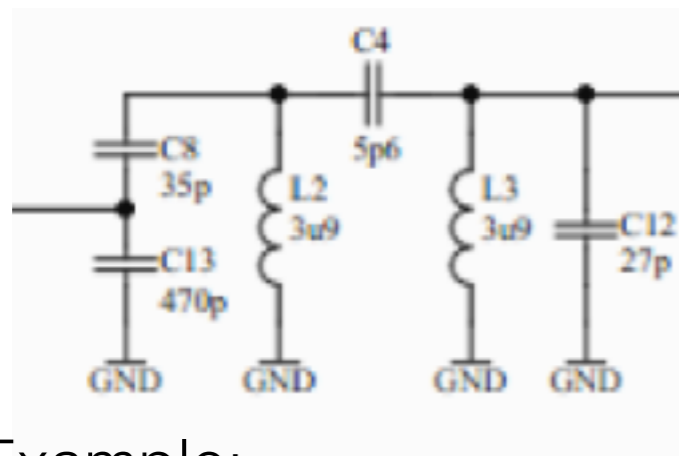 C4
5p6
C8
35p
L2
3u9
L3
3u9
C12
27p
C13
470p
GND
GND
GND
GND
Example: